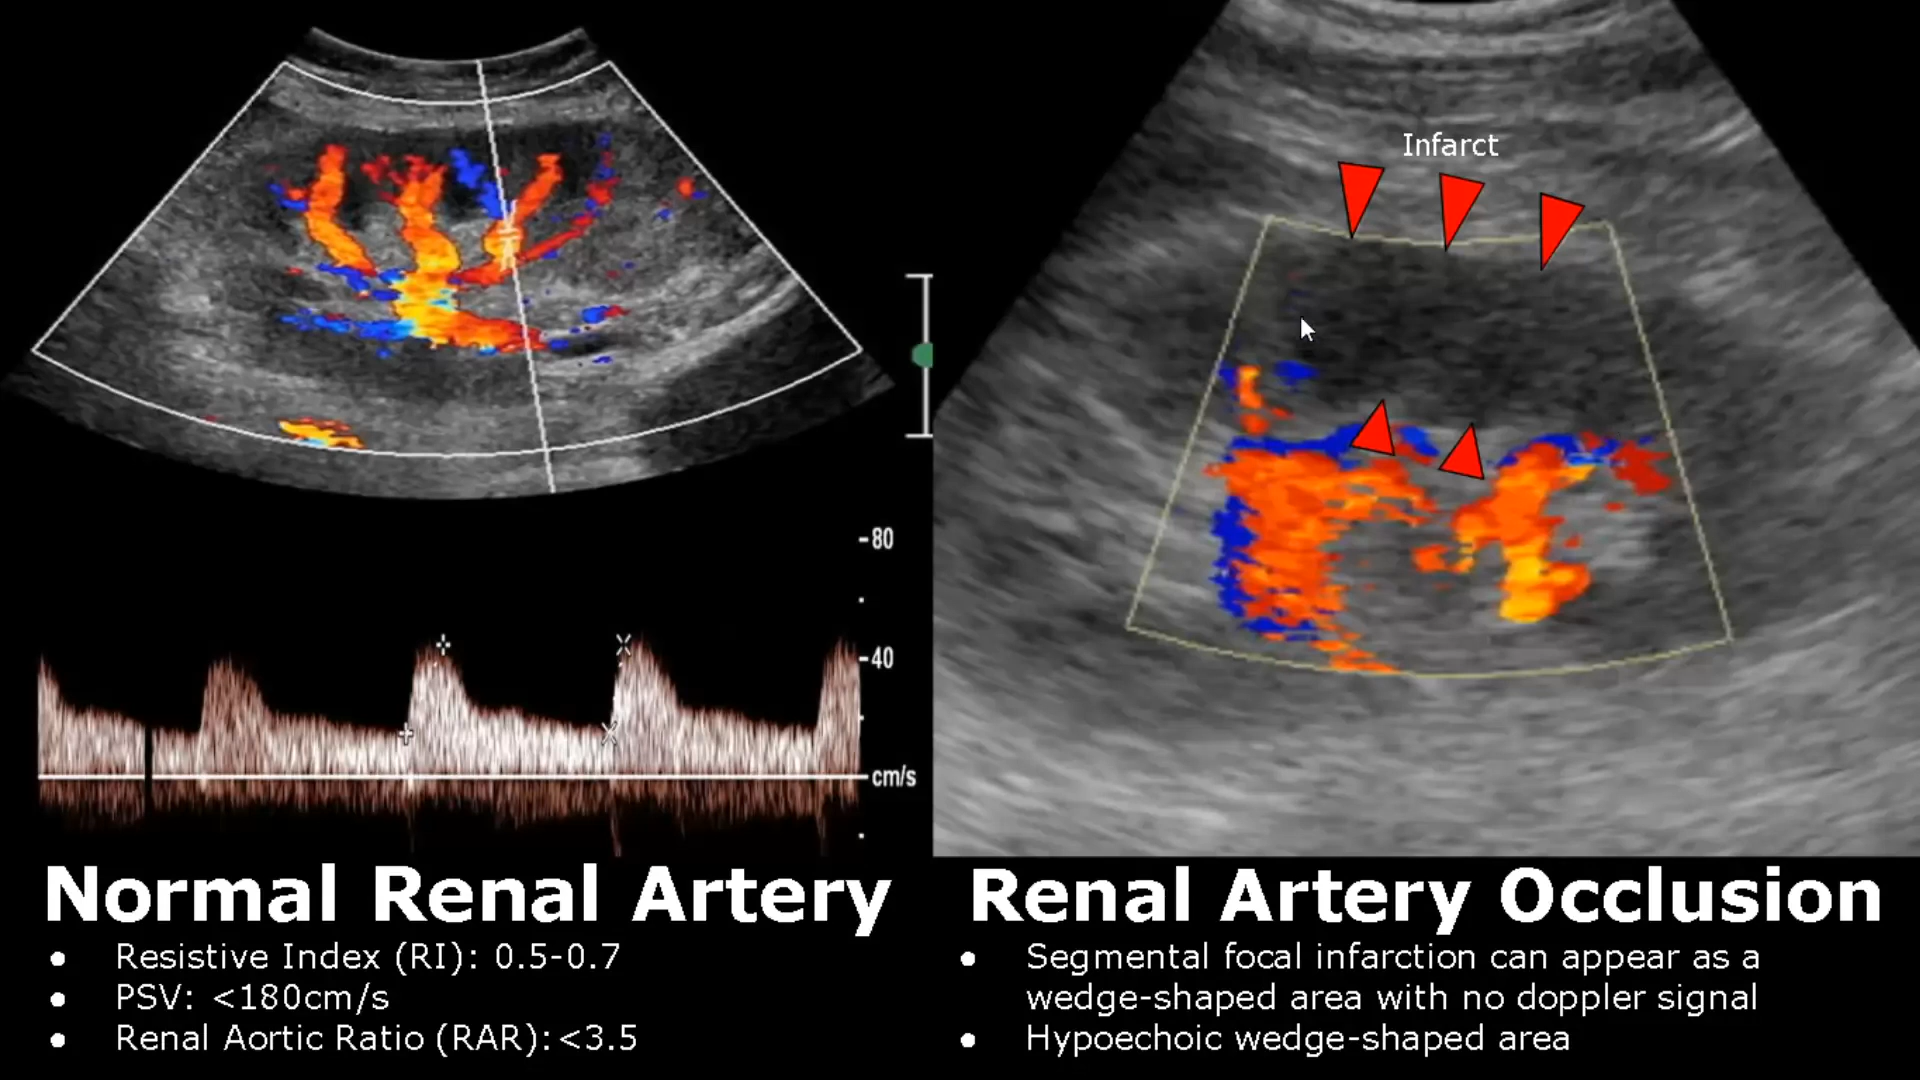 Infarct
-80
-40
cm/s
Normal Renal Artery
• Resistive Index (RI): 0.5-0.7
• PSV: <180cm/s
• Renal Aortic Ratio (RAR):<3.5
Renal Artery Occlusion
• Segmental focal infarction can appear as a
wedge-shaped area with no doppler signal
• Hypoechoic wedge-shaped area